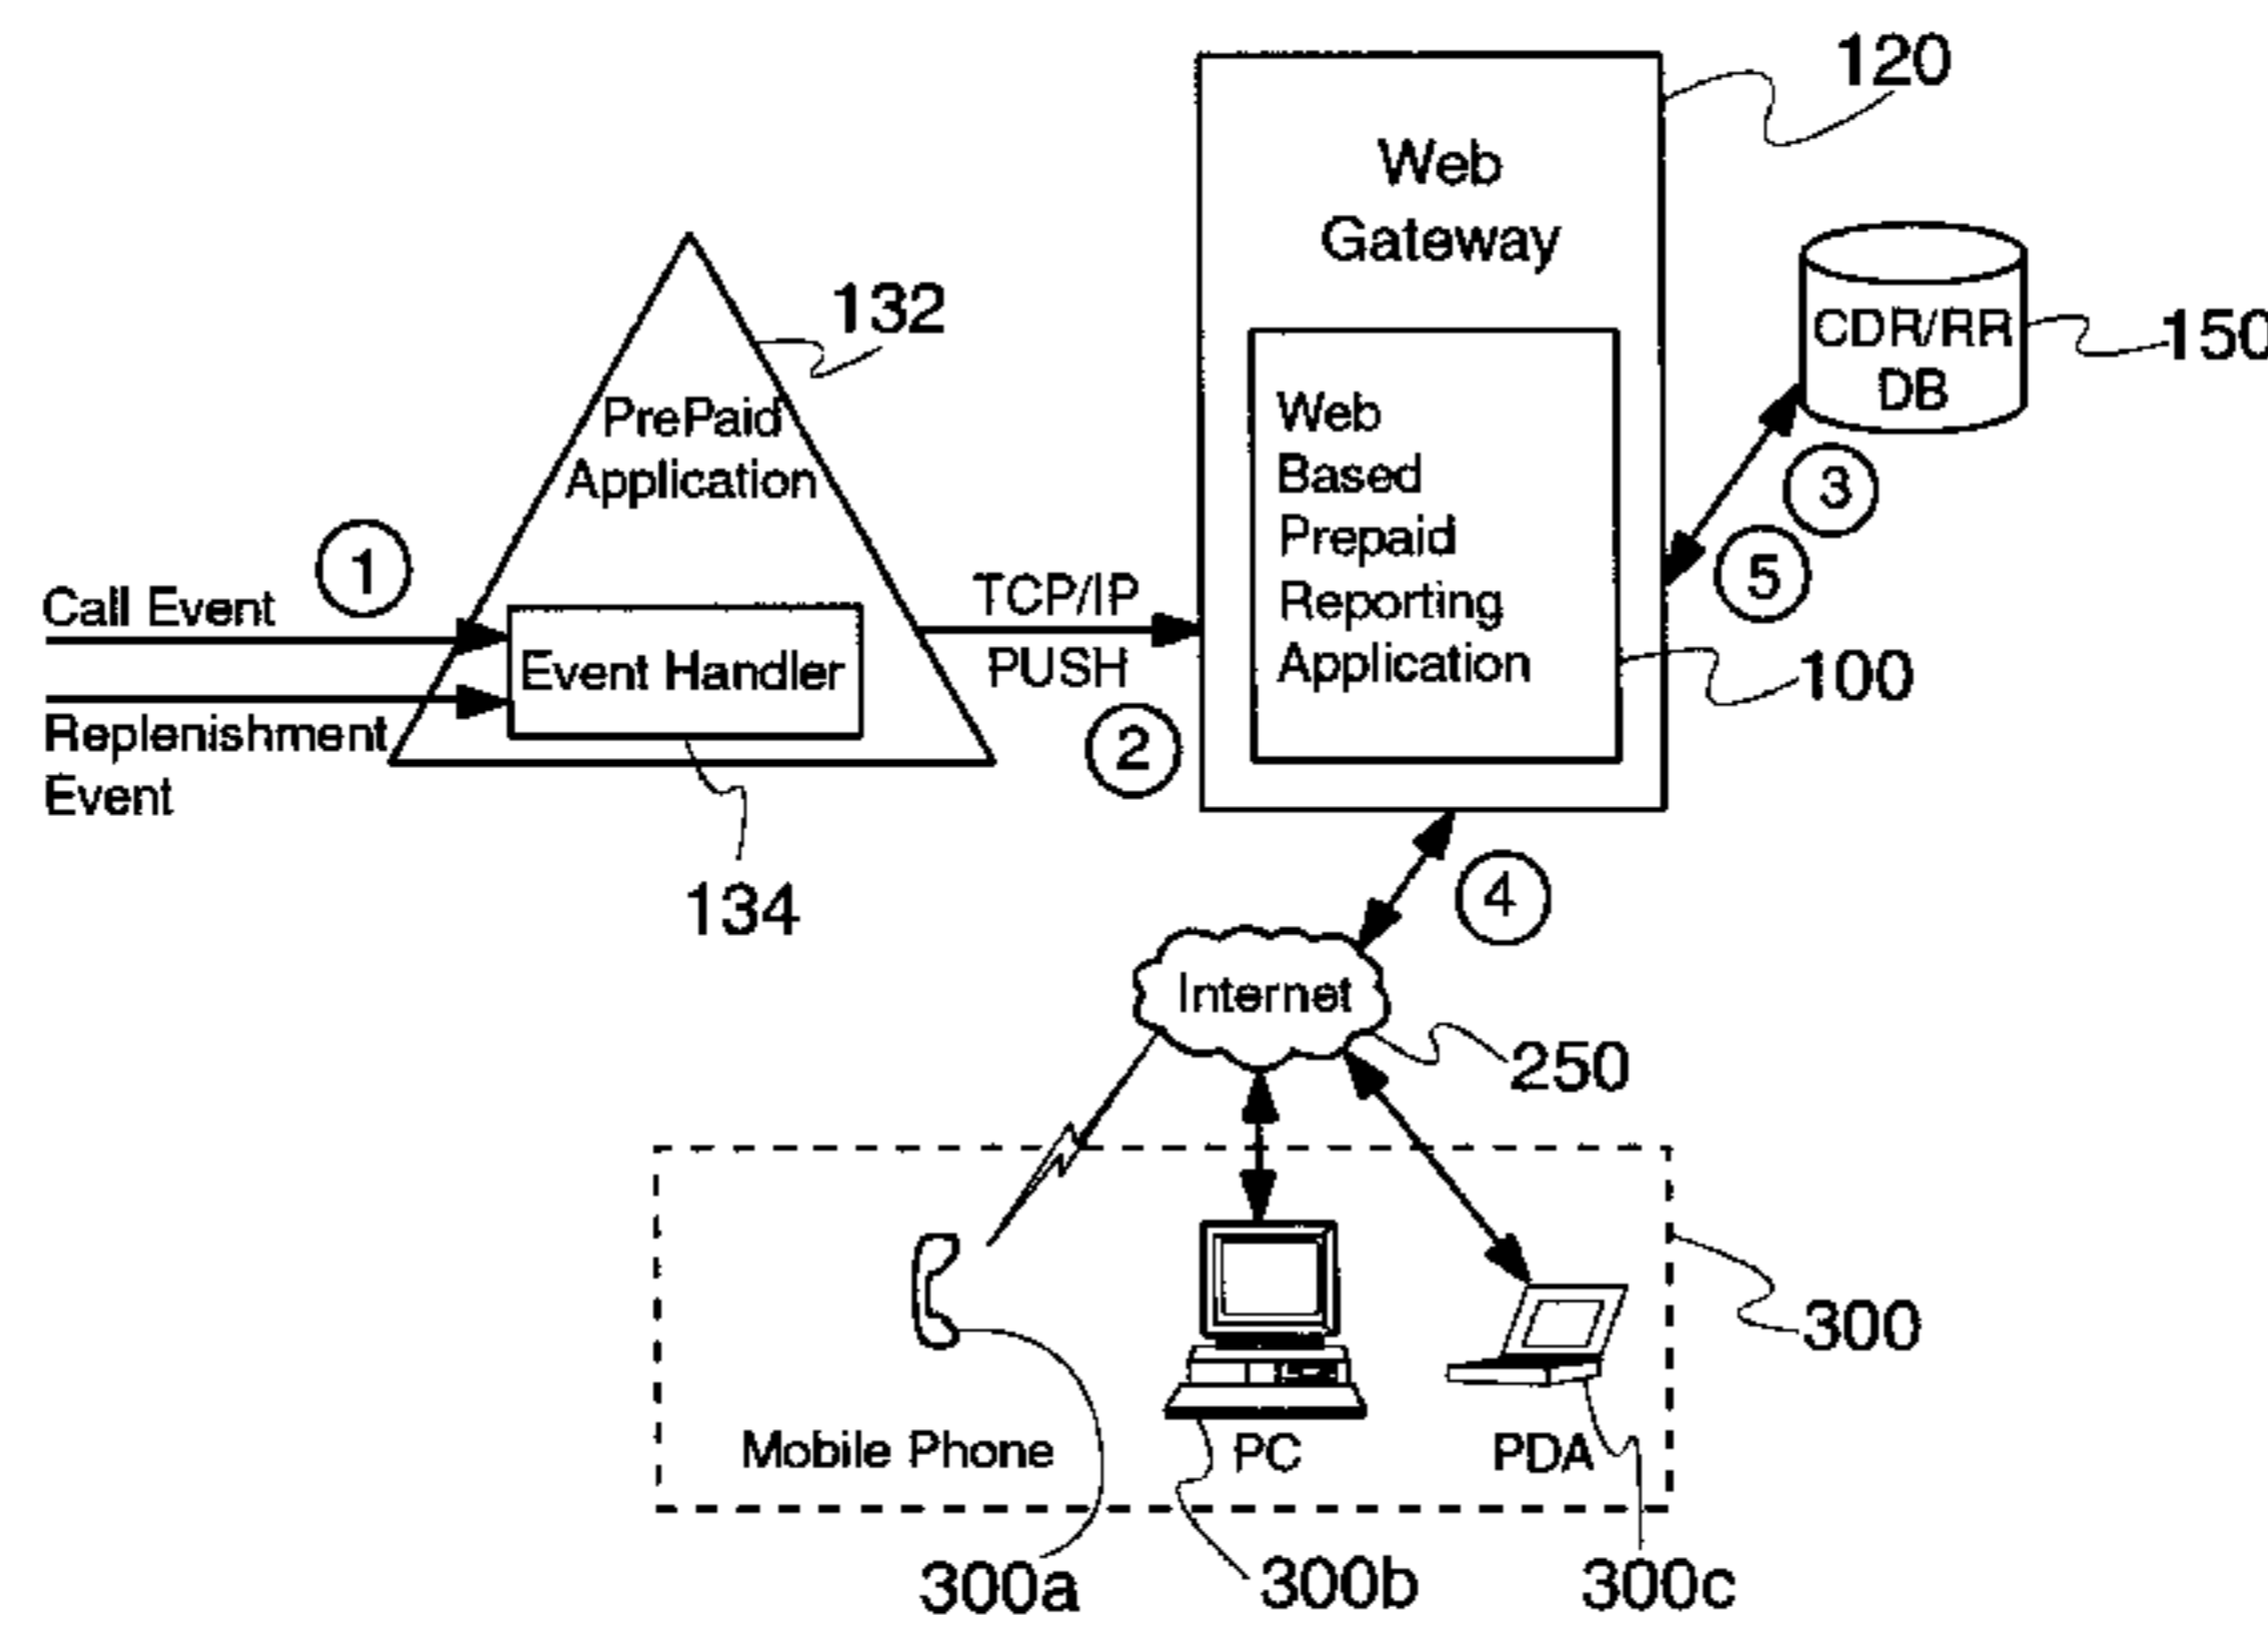 120
Web
Gateway
132
CDR/RR
DB
150
PrePaid
Application
Web
Based
Prepaid
Reporting
Application
3
5
1
Call Event
TCP/IP
PUSH
Event Handler
100
Replenishment
Event
2
134
4
Internet
250
300
Mobile Phone
PC
PDA
300a
300b
300c